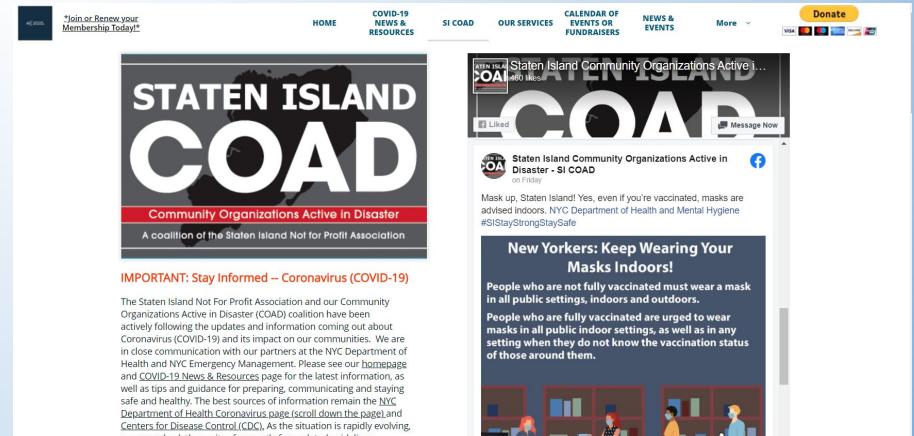 *Join or Renew your
Membership Today!*
HOME
COVID-19
NEWS &
RESOURCES
SI COAD
OUR SERVICES
CALENDAR OF
EVENTS OR
FUNDRAISERS
NEWS &
EVENTS
More
Donate
VISA
STATEN ISLAND
COAD
Community Organizations Active in Disaster
A coalition of the Staten Island Not for Profit Association
IMPORTANT: Stay Informed -- Coronavirus (COVID-19)
The Staten Island Not For Profit Association and our Community
Organizations Active in Disaster (COAD) coalition have been
actively following the updates and information coming out about
Coronavirus (COVID-19) and its impact on our communities. We are
in close communication with our partners at the NYC Department of
Health and NYC Emergency Management. Please see our homepage
and COVID-19 News & Resources page for the latest information, as
well as tips and guidance for preparing, communicating and staying
safe and healthy. The best sources of information remain the NYC
Department of Health Coronavirus page (scroll down the page) and
Centers for Disease Control (CDC). As the situation is rapidly evolving,
Staten Island Community Organizations Active i...
460 likes
Liked
Message Now
Staten Island Community Organizations Active in
Disaster - SI COAD
on Friday
Mask up, Staten Island! Yes, even if you're vaccinated, masks are
advised indoors. NYC Department of Health and Mental Hygiene
#SIStayStrongStaySafe
New Yorkers: Keep Wearing Your
Masks Indoors!
People who are not fully vaccinated must wear a mask
in all public settings, indoors and outdoors.
People who are fully vaccinated are urged to wear
masks in all public indoor settings, as well as in any
setting when they do not know the vaccination status
of those around them.